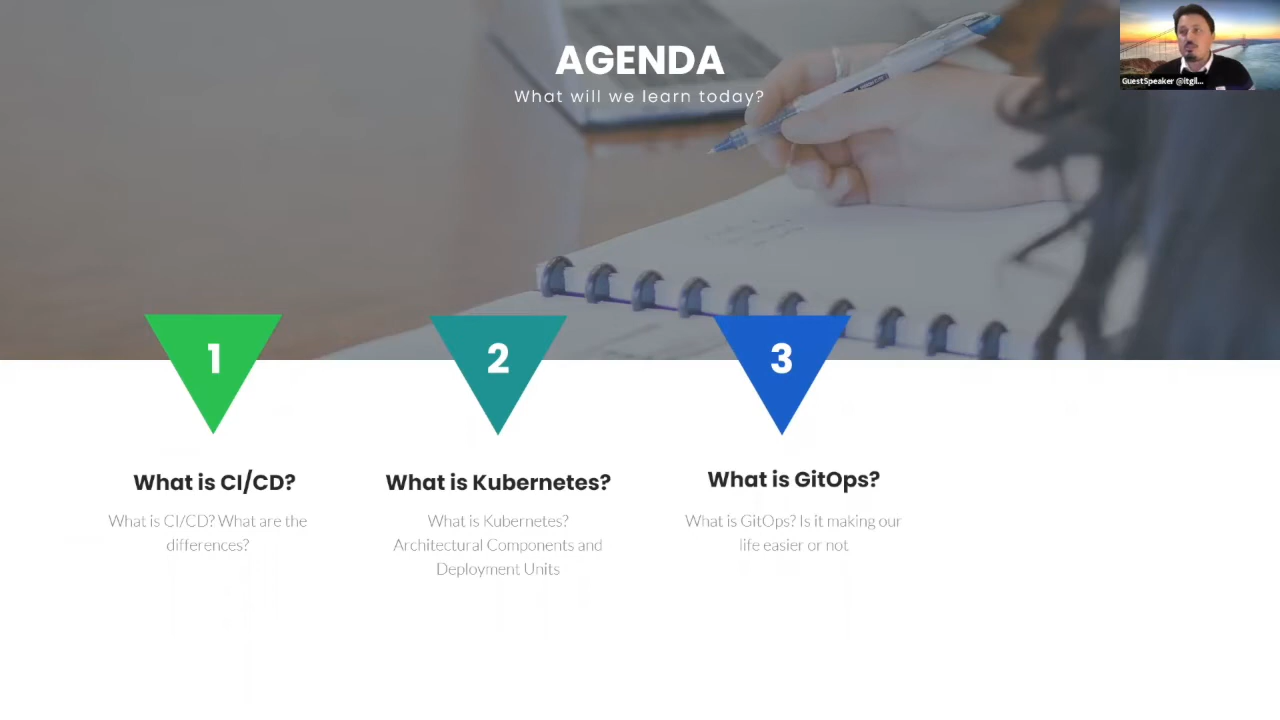 AGENDA
What will we learn today?
GuestSpeaker @itgil...
1
2
3
What is CI/CD?
What is CI/CD? What are the
differences?
What is Kubernetes?
What is Kubernetes?
Architectural Components and
Deployment Units
What is GitOps?
What is GitOps? Is it making our
life easier or not